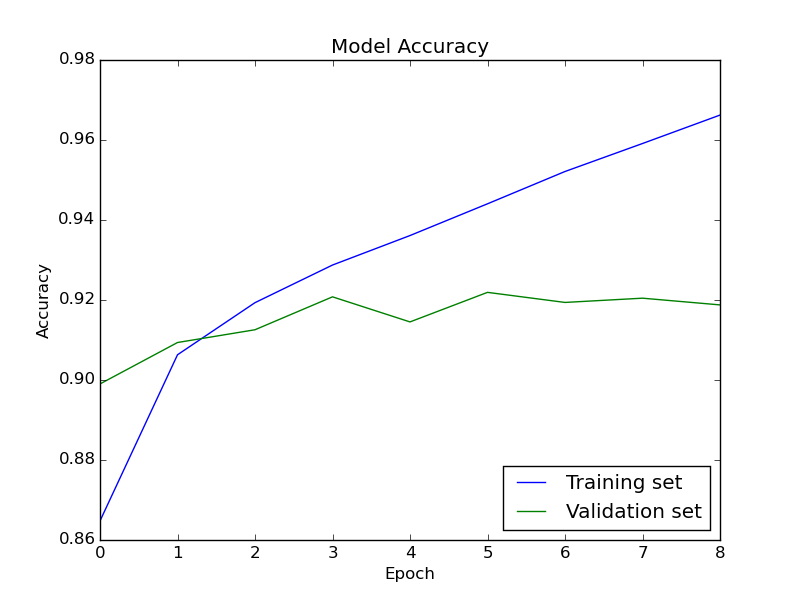 Model Accuracy
0.98
0.96
0.94
0.92
0.90
0.88
0.86
Accuracy
0 1 2 3 4 5 6 7 8
Epoch
Training set
Validation set